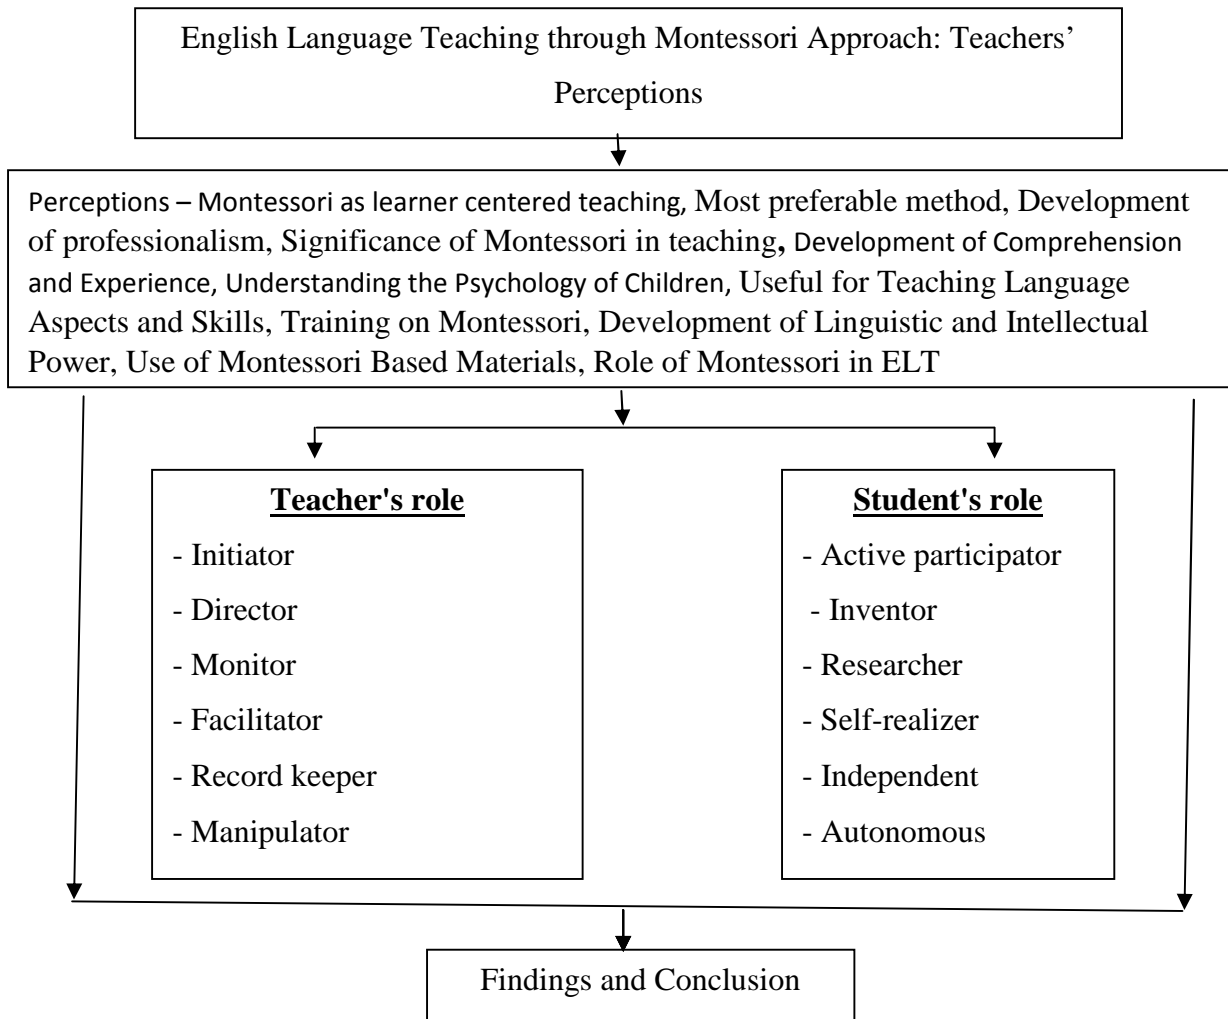 English Language Teaching through Montessori Approach: Teachers’
Perceptions
Perceptions – Montessori as learner centered teaching, Most preferable method, Development
of professionalism, Significance of Montessori in teaching, Development of Comprehension
and Experience, Understanding the Psychology of Children, Useful for Teaching Language
Aspects and Skills, Training on Montessori, Development of Linguistic and Intellectual
Power, Use of Montessori Based Materials, Role of Montessori in ELT
Teacher's role
- Initiator
- Director
- Monitor
- Facilitator
- Record keeper
- Manipulator
Student's role
- Active participator
- Inventor
- Researcher
- Self-realizer
- Independent
- Autonomous
Findings and Conclusion